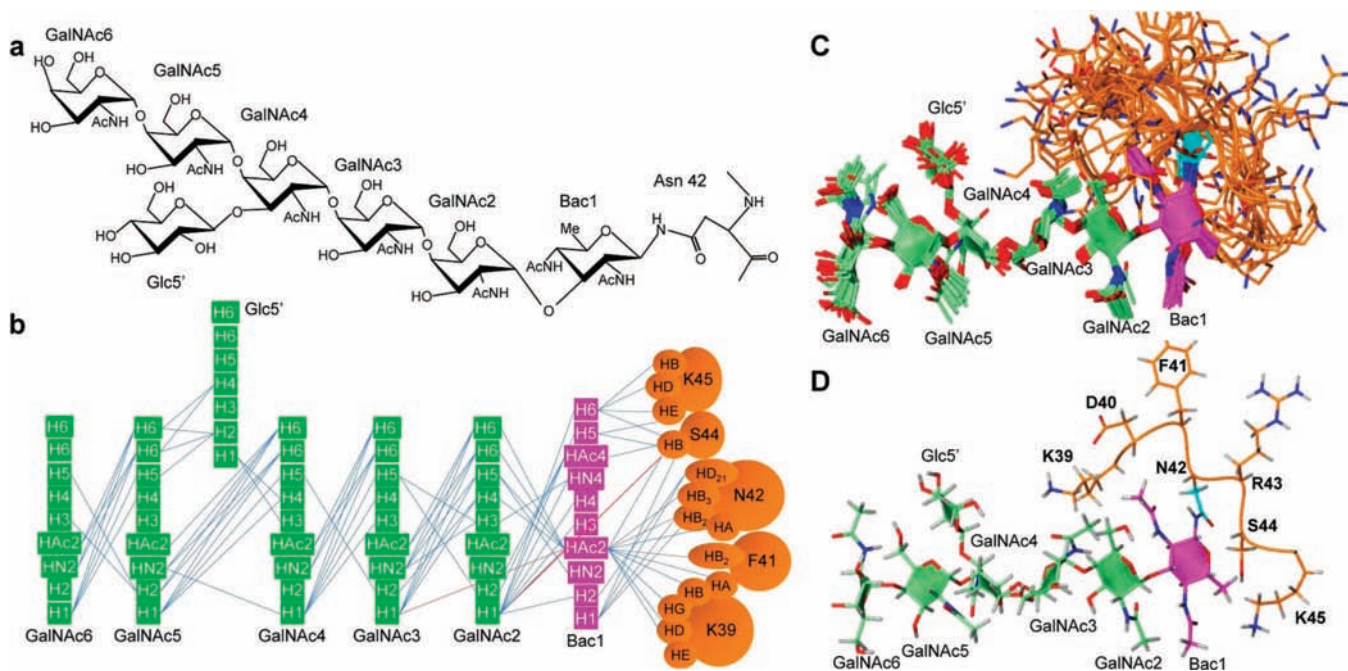 a
GalNAc6
OH
OH
GalNAc5
O
HO
AcNH
O
OH
GalNAc4
O
HO
AcNH
O
OH
GalNAc3
O
OH
HO
O
HO
HO
OH
O
AcNH
O
OH
GalNAc2
O
HO
AcNH
O
OH
O
HO
AcNH
O
Bac1
Me
O
AcNH
HO
AcNH
Asn 42
H
N
O
H
N
O
Glc5'
b
H6
H6
H5
H4
H3
H2
H1
Glc5'
H6
H6
H5
H4
H3
HAc2
HN2
H2
H1
GalNAc6
H6
H6
H5
H4
H3
HAc2
HN2
H2
H1
GalNAc5
H6
H6
H5
H4
H3
HAc2
HN2
H2
H1
GalNAc4
H6
H6
H5
H4
H3
HAc2
HN2
H2
H1
GalNAc3
H6
H6
H5
H4
H3
HAc2
HN2
H2
H1
GalNAc2
H6
H5
HAc4
HN4
H4
H3
HAc2
HN2
H2
H1
Bac1
HB
HD
HE
K45
HB
S44
HD21
HB3
HB2
HA
N42
HB2
HA
F41
HB
HG
HD
HE
K39
C
Glc5'
GalNAc4
GalNAc3
GalNAc6
GalNAc5
GalNAc2
Bac1
D
F41
D40
K39
N42
R43
S44
K45
Glc5'
GalNAc4
GalNAc3
GalNAc6
GalNAc5
GalNAc2
Bac1